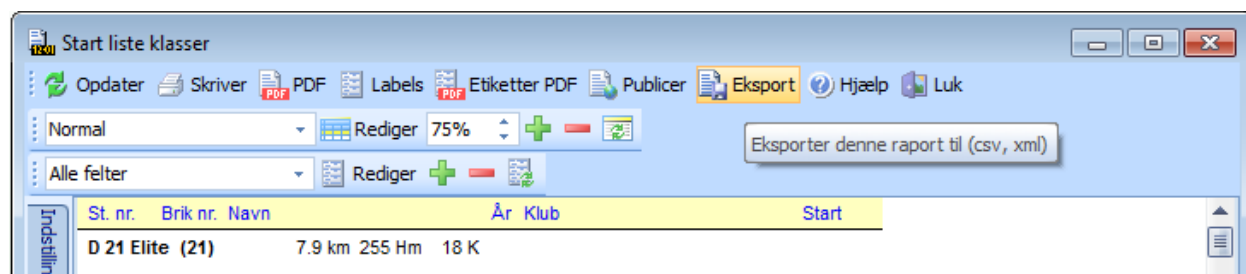 Start liste klasser
Opdater Skriver PDF Labels Etiketter PDF Publicer Eksport Hjælp Luk
Normal Rediger 75%
Eksporter denne raport til (csv, xml)
Alle felter Rediger
St. nr. Brik nr. Navn År Klub Start
D 21 Elite (21) 7.9 km 255 Hm 18 K
Indstillin